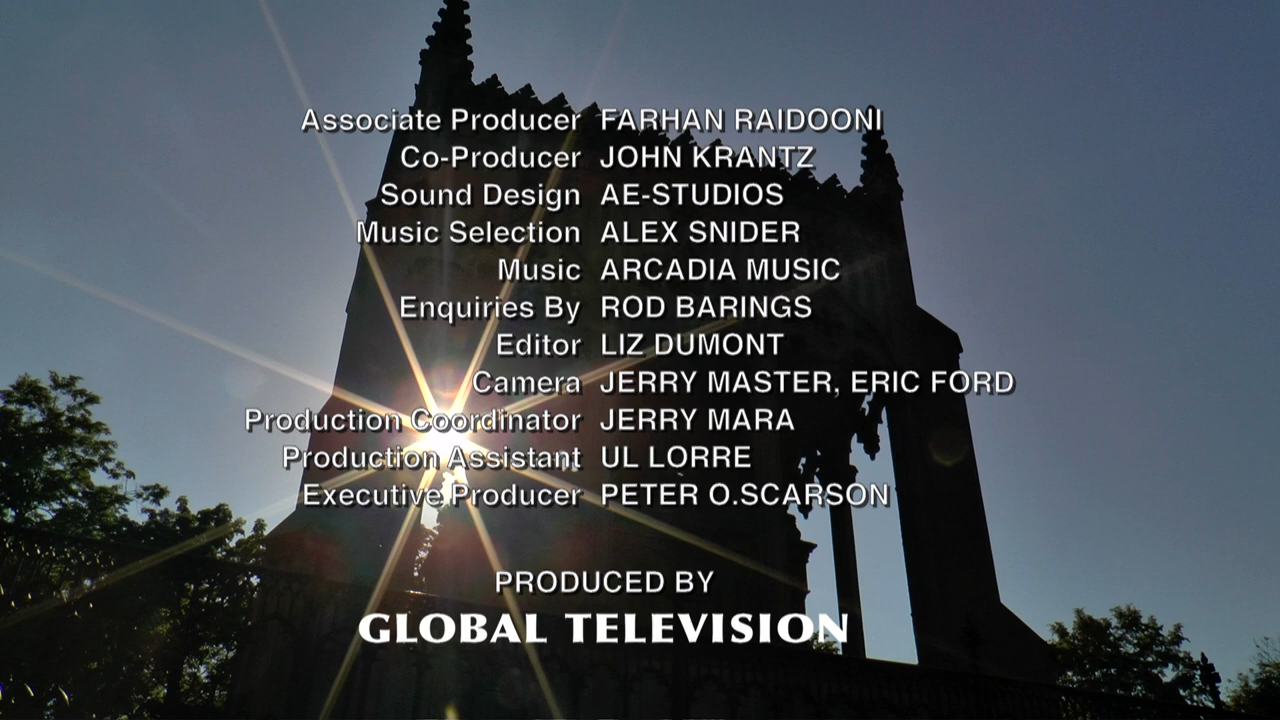 Associate Producer FARHAN RAIDOONI
Co-Producer JOHN KRANTZ
Sound Design AE-STUDIOS
Music Selection ALEX SNIDER
Music ARCADIA MUSIC
Enquiries By ROD BARINGS
Editor LIZ DUMONT
Camera JERRY MASTER, ERIC FORD
Production Coordinator JERRY MARA
Production Assistant UL LORRE
Executive Producer PETER O.SCARSON
PRODUCED BY
GLOBAL TELEVISION